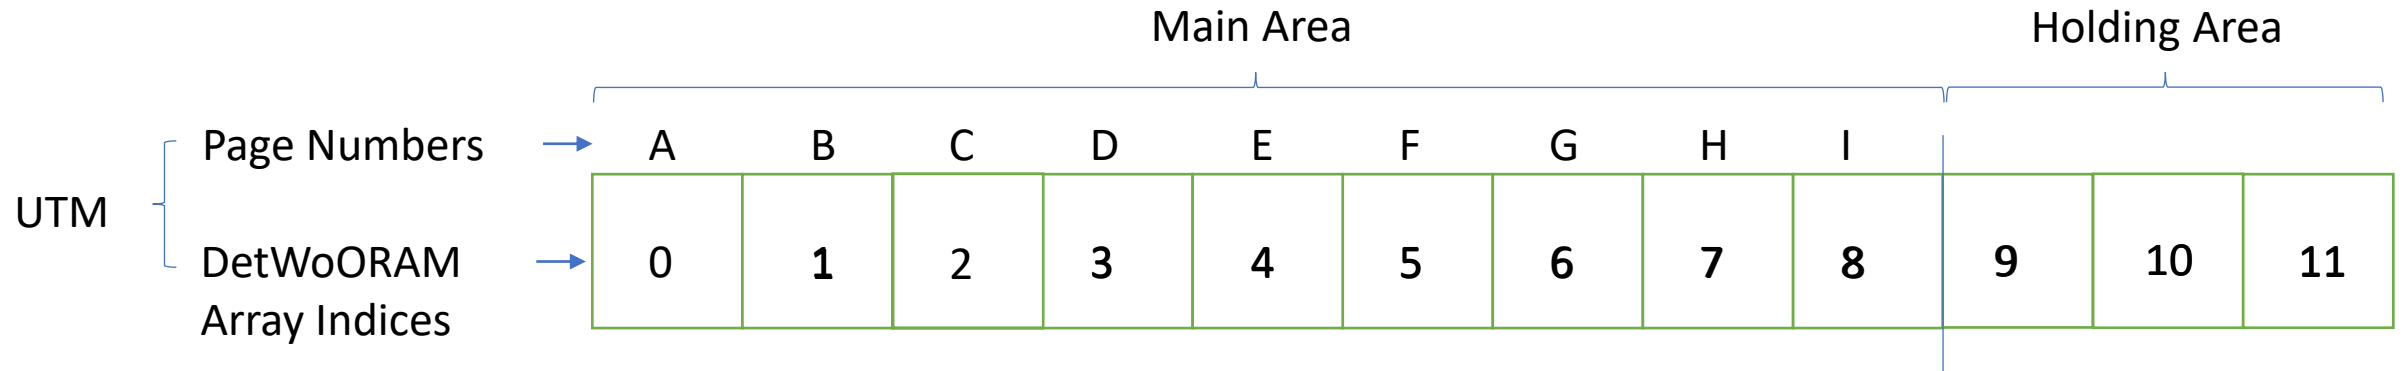 Main Area
Holding Area
Page Numbers
A B C D E F G H I
UTM
DetWoORAM
Array Indices
0 1 2 3 4 5 6 7 8 9 10 11